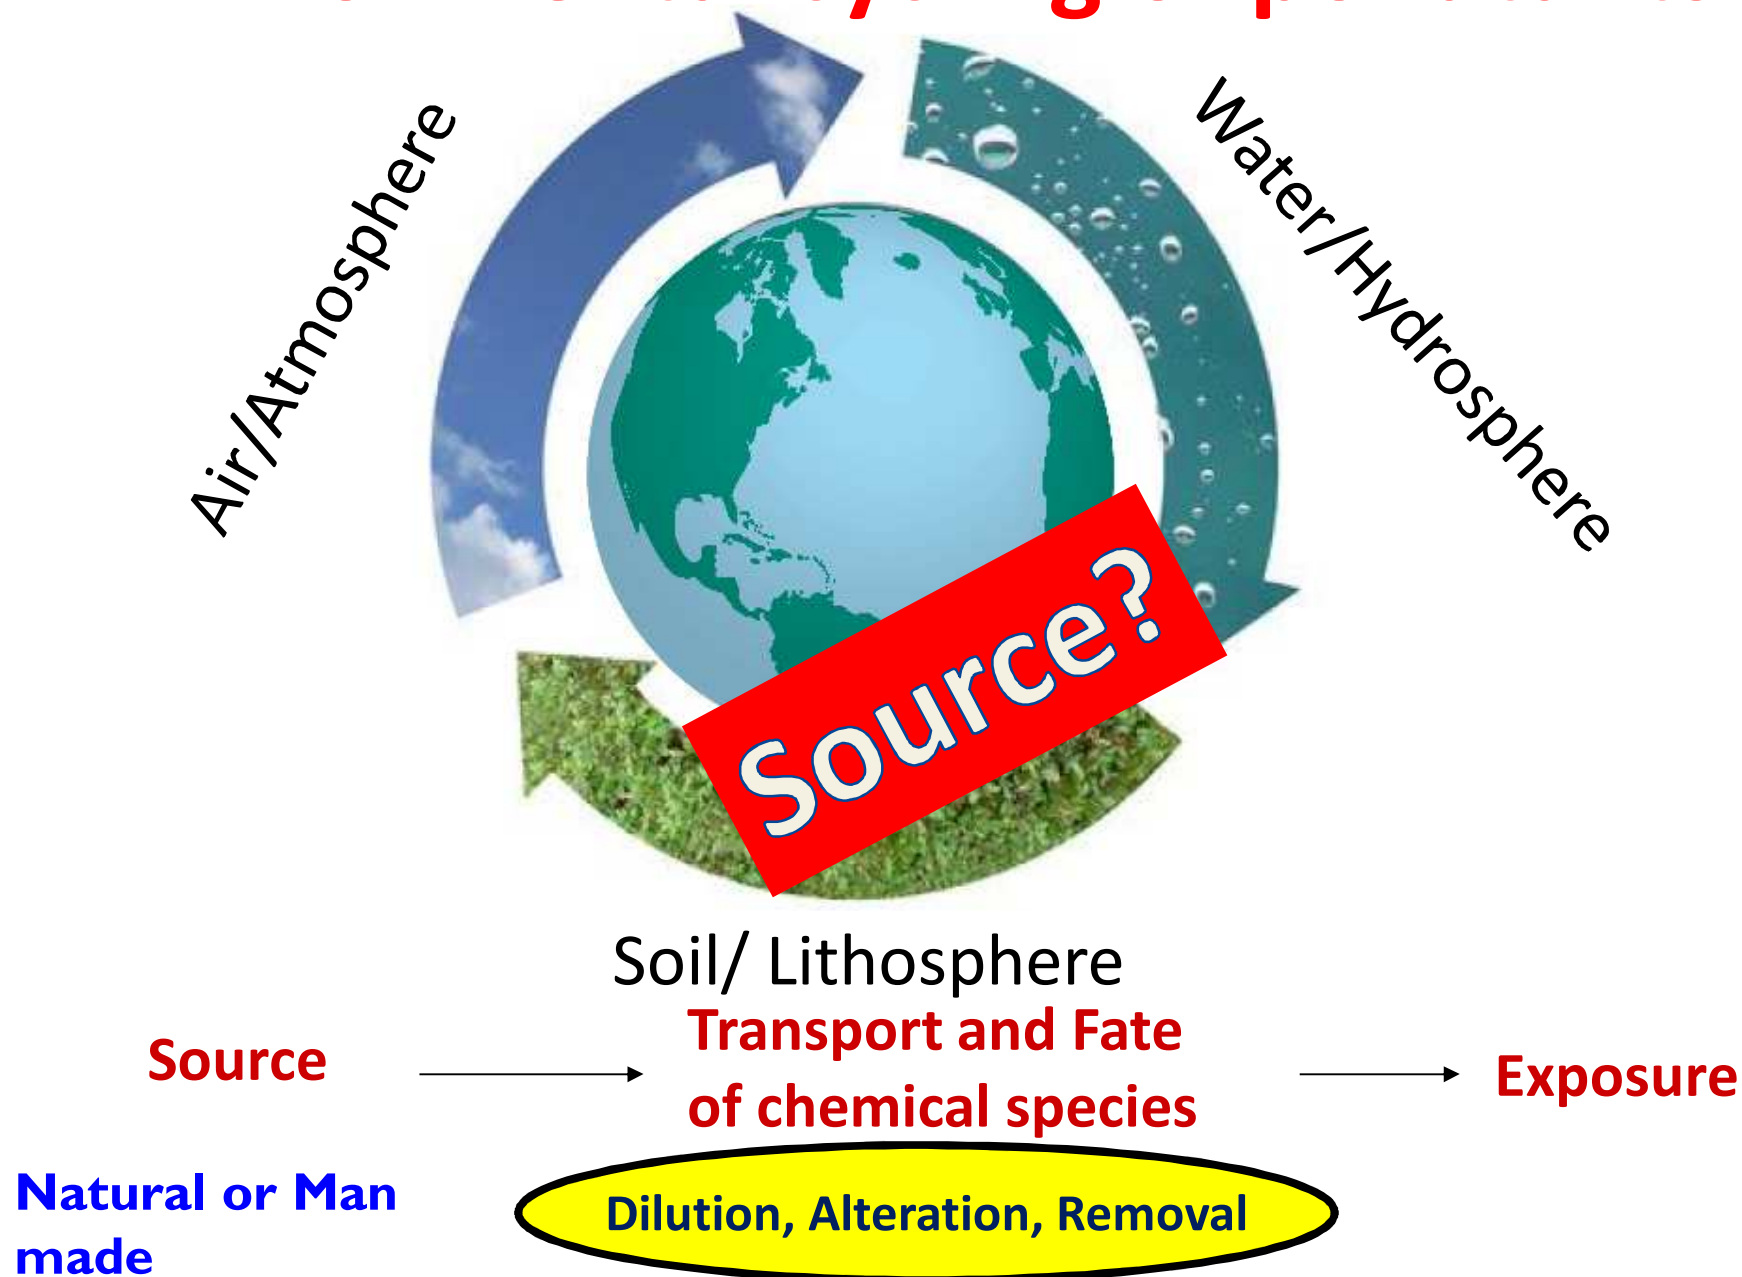 Air/Atmosphere
Water/Hydrosphere
Source?
Soil/ Lithosphere
Source
Transport and Fate
of chemical species
Exposure
Natural or Man
made
Dilution, Alteration, Removal